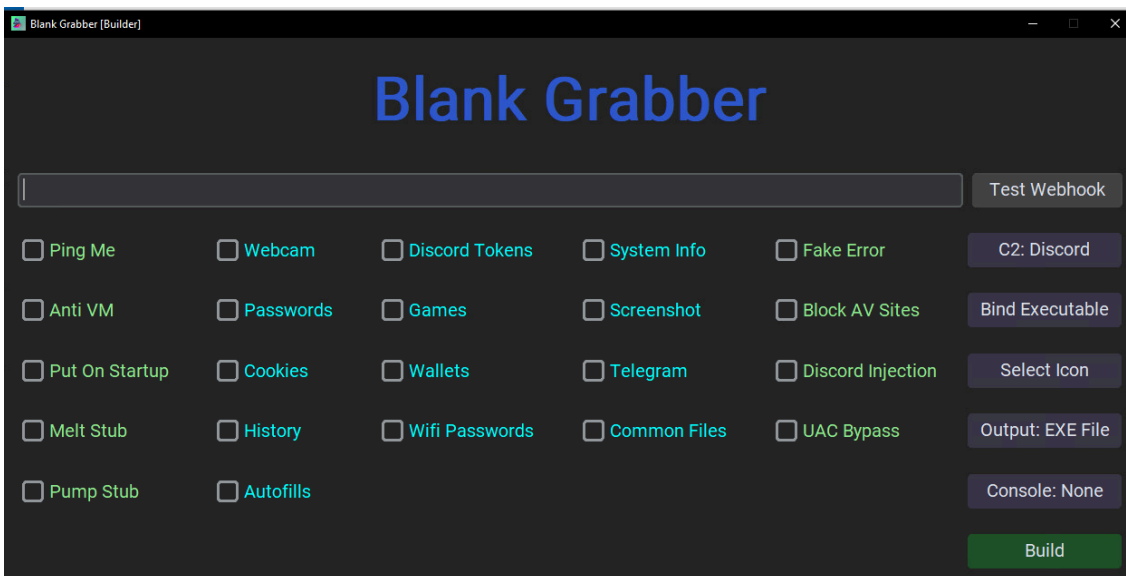 Blank Grabber [Builder]
Blank Grabber
Test Webhook
Ping Me Webcam Discord Tokens System Info Fake Error C2: Discord
Anti VM Passwords Games Screenshot Block AV Sites Bind Executable
Put On Startup Cookies Wallets Telegram Discord Injection Select Icon
Melt Stub History Wifi Passwords Common Files UAC Bypass Output: EXE File
Pump Stub Autofills Console: None
Build